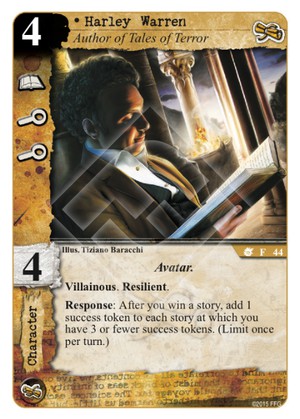 4
• Harley Warren
Author of Tales of Terror
Illus. Tiziano Baracchi
F 44
4
Character
Avatar.
Villainous. Resilient.
Response: After you win a story, add 1
success token to each story at which you
have 3 or fewer success tokens. (Limit once
per turn.)
©2015 FFG